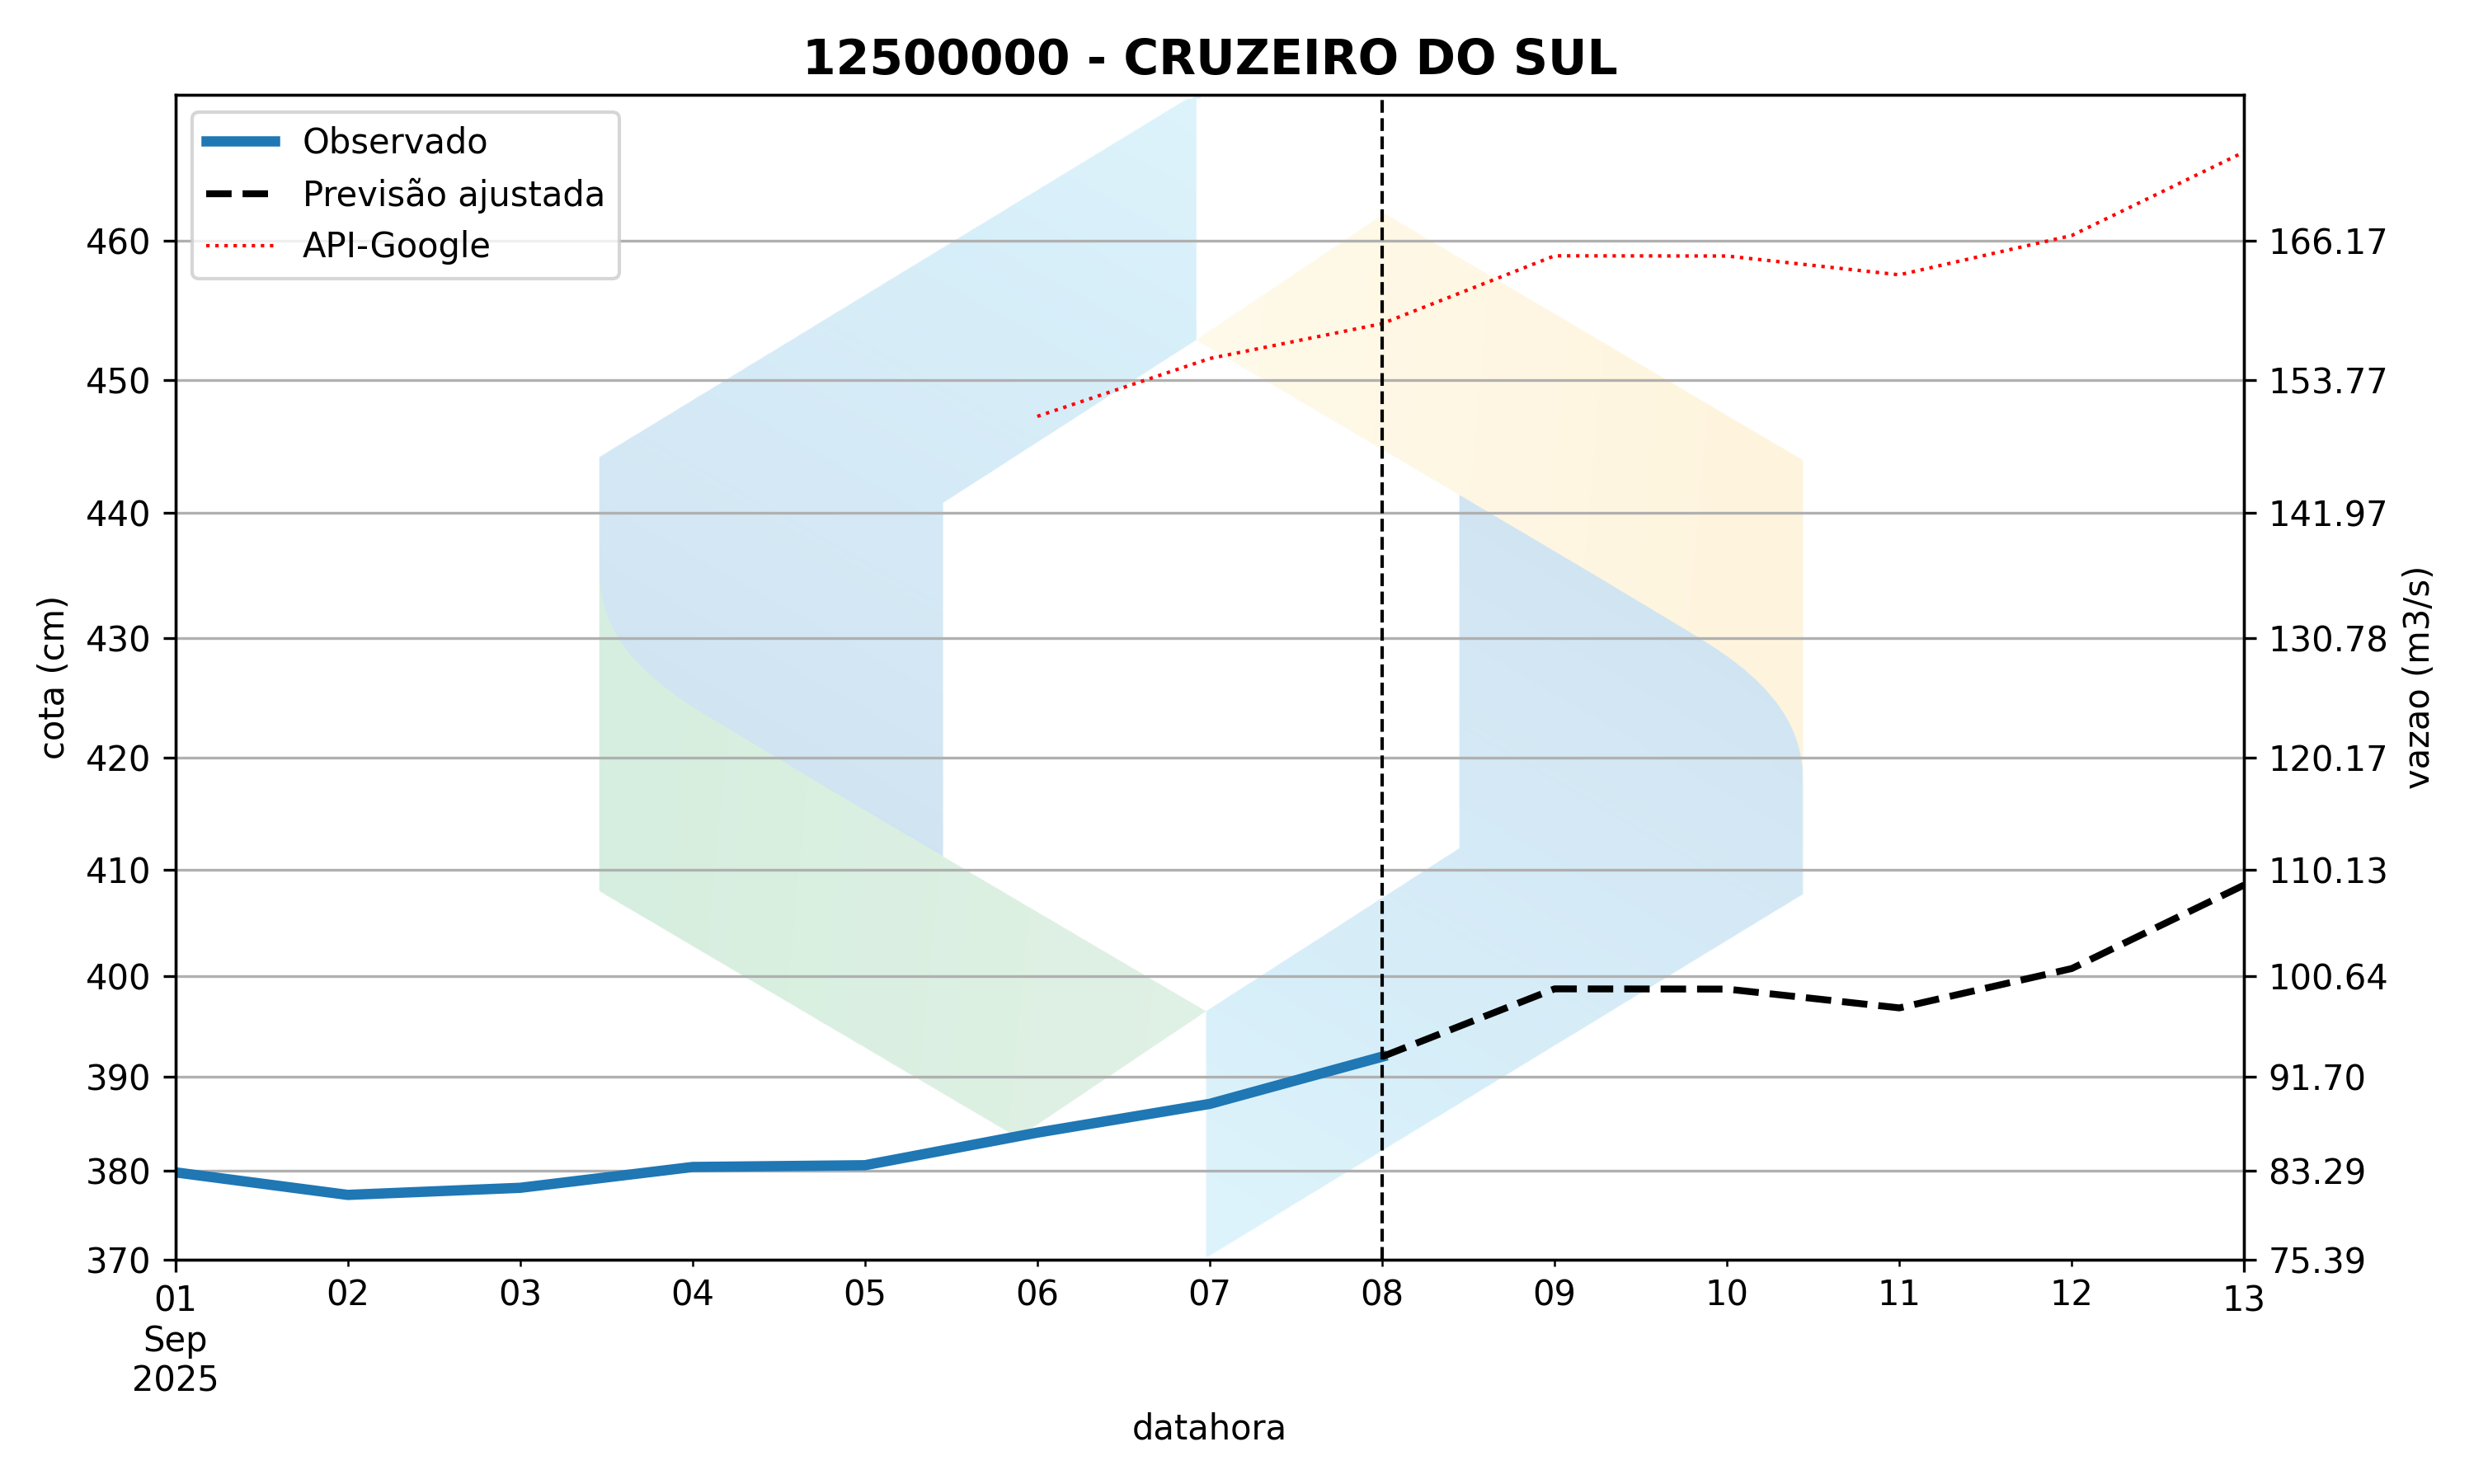 12500000 - CRUZEIRO DO SUL
Observado
Previsão ajustada
API-Google
cota (cm)
460
450
440
430
420
410
400
390
380
370
166.17
153.77
141.97
130.78
120.17
110.13
100.64
91.70
83.29
75.39
vazao (m3/s)
01 02 03 04 05 06 07 08 09 10 11 12 13
Sep
2025
datahora